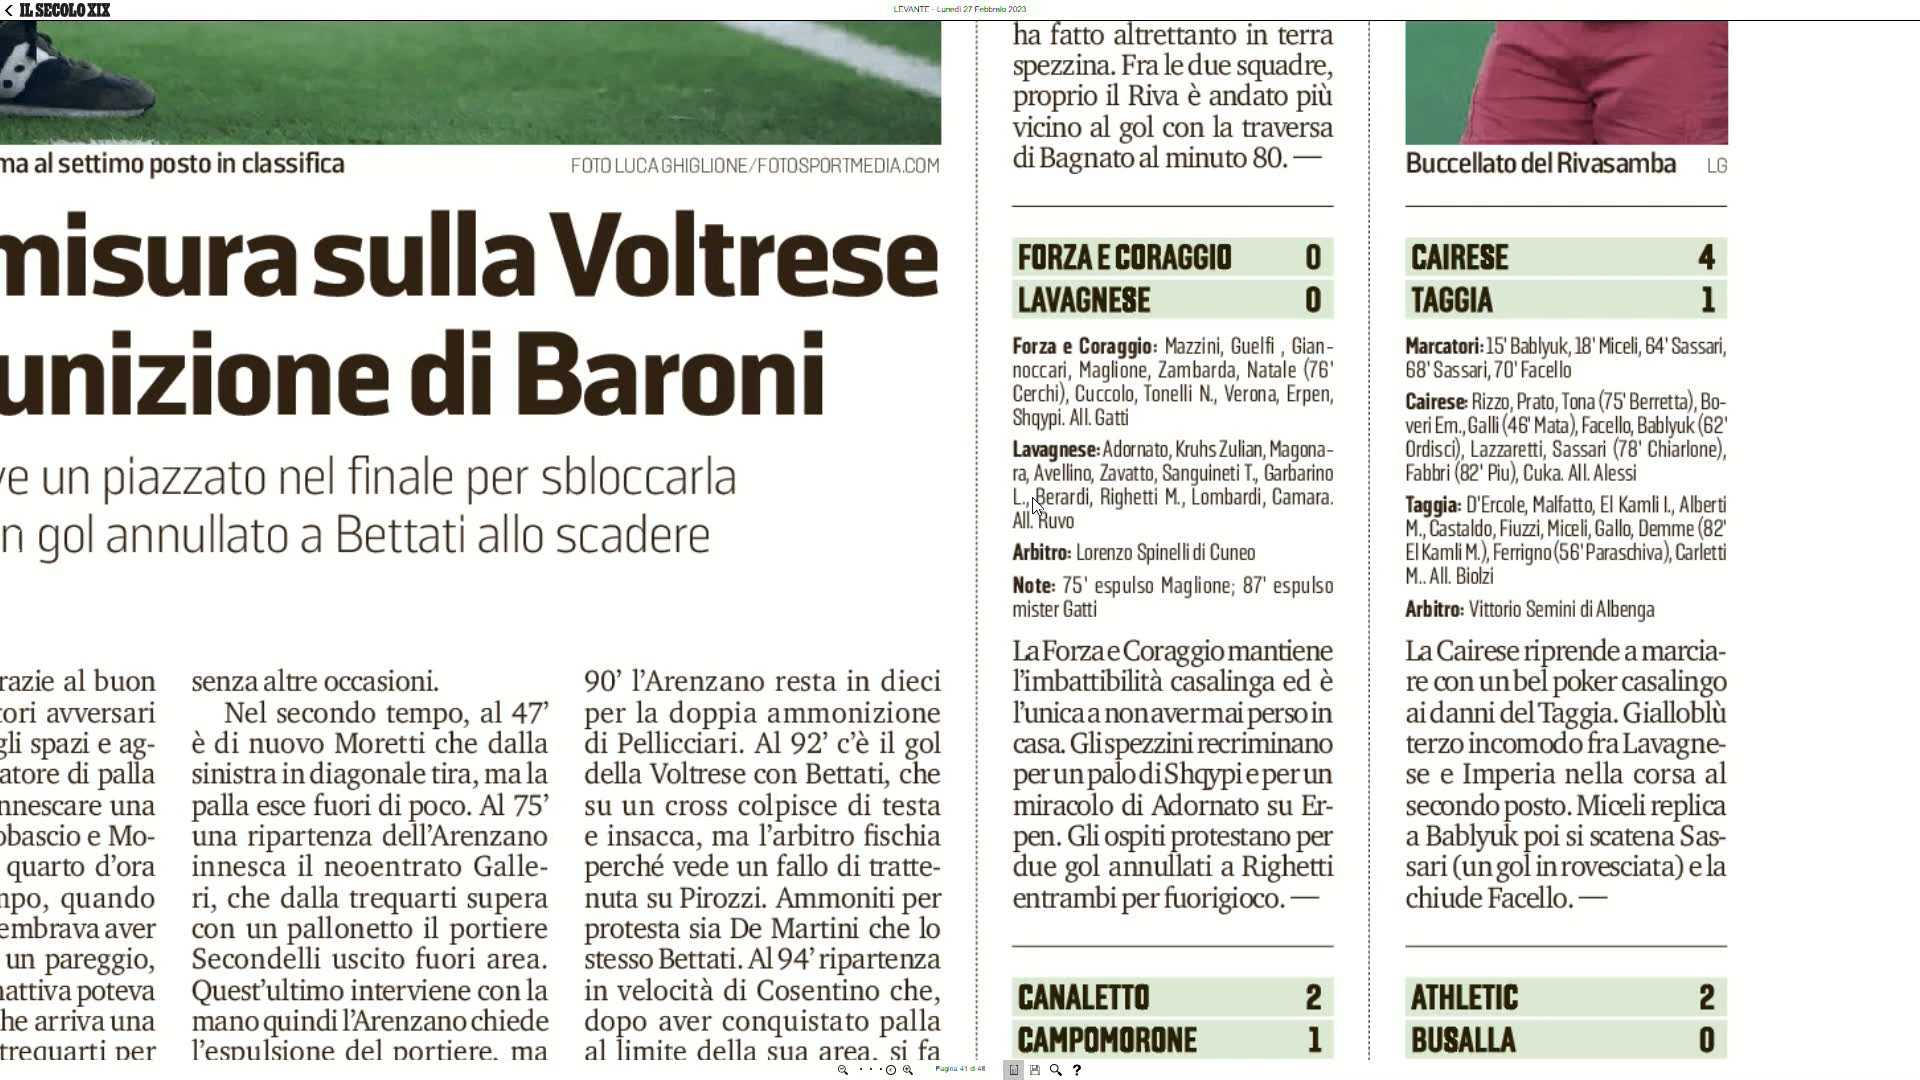 IL SECOLO XIX
LEVANTE - Lunedì 27 Febbraio 2023
ma al settimo posto in classifica
FOTO LUCA GHIGLIONE/FOTOSPORTMEDIA.COM
misura sulla Voltrese
unizione di Baroni
ve un piazzato nel finale per sbloccarla
n gol annullato a Bettati allo scadere
razie al buon
tori avversari
gli spazi e ag-
atore di palla
nnescare una
obascio e Mo-
quarto d'ora
mpo, quando
embrava aver
un pareggio,
nattiva poteva
he arriva una
trequarti per
senza altre occasioni.
Nel secondo tempo, al 47’
è di nuovo Moretti che dalla
sinistra in diagonale tira, ma la
palla esce fuori di poco. Al 75’
una ripartenza dell’Arenzano
innesca il neoentrato Galle-
ri, che dalla trequarti supera
con un pallonetto il portiere
Secondelli uscito fuori area.
Quest’ultimo interviene con la
mano quindi l’Arenzano chiede
l’espulsione del portiere, ma
90’ l’Arenzano resta in dieci
per la doppia ammonizione
di Pellicciari. Al 92’ c’è il gol
della Voltrese con Bettati, che
su un cross colpisce di testa
e insacca, ma l’arbitro fischia
perché vede un fallo di tratte-
nuta su Pirozzi. Ammoniti per
protesta sia De Martini che lo
stesso Bettati. Al 94’ ripartenza
in velocità di Cosentino che,
dopo aver conquistato palla
al limite della sua area, si fa
ha fatto altrettanto in terra
spezzina. Fra le due squadre,
proprio il Riva è andato più
vicino al gol con la traversa
di Bagnato al minuto 80. —
FORZA E CORAGGIO 0
LAVAGNESE 0
Forza e Coraggio: Mazzini, Guelfi , Gian-
noccari, Maglione, Zambarda, Natale (76'
Cerchi), Cuccolo, Tonelli N., Verona, Erpen,
Shqypi. All. Gatti
Lavagnese: Adornato, Kruhs Zulian, Magona-
ra, Avellino, Zavatto, Sanguineti T., Garbarino
L., Berardi, Righetti M., Lombardi, Camara.
All. Ruvo
Arbitro: Lorenzo Spinelli di Cuneo
Note: 75' espulso Maglione; 87' espulso
mister Gatti
La Forza e Coraggio mantiene
l’imbattibilità casalinga ed è
l’unica a non aver mai perso in
casa. Gli spezzini recriminano
per un palo di Shqypi e per un
miracolo di Adornato su Er-
pen. Gli ospiti protestano per
due gol annullati a Righetti
entrambi per fuorigioco. —
CANALETTO 2
CAMPOMORONE 1
Buccellato del Rivasamba LG
CAIRESE 4
TAGGIA 1
Marcatori: 15' Bablyuk, 18' Miceli, 64' Sassari,
68' Sassari, 70' Facello
Cairese: Rizzo, Prato, Tona (75' Berretta), Bo-
veri Em., Galli (46' Mata), Facello, Bablyuk (62'
Ordisci), Lazzaretti, Sassari (78' Chiarlone),
Fabbri (82' Piu), Cuka. All. Alessi
Taggia: D'Ercole, Malfatto, El Kamli I., Alberti
M., Castaldo, Fiuzzi, Miceli, Gallo, Demme (82'
El Kamli M.), Ferrigno (56' Paraschiva), Carletti
M.. All. Biolzi
Arbitro: Vittorio Semini di Albenga
La Cairese riprende a marcia-
re con un bel poker casalingo
ai danni del Taggia. Gialloblù
terzo incomodo fra Lavagne-
se e Imperia nella corsa al
secondo posto. Miceli replica
a Bablyuk poi si scatena Sas-
sari (un gol in rovesciata) e la
chiude Facello. —
ATHLETIC 2
BUSALLA 0
Pagina 41 di 48
?